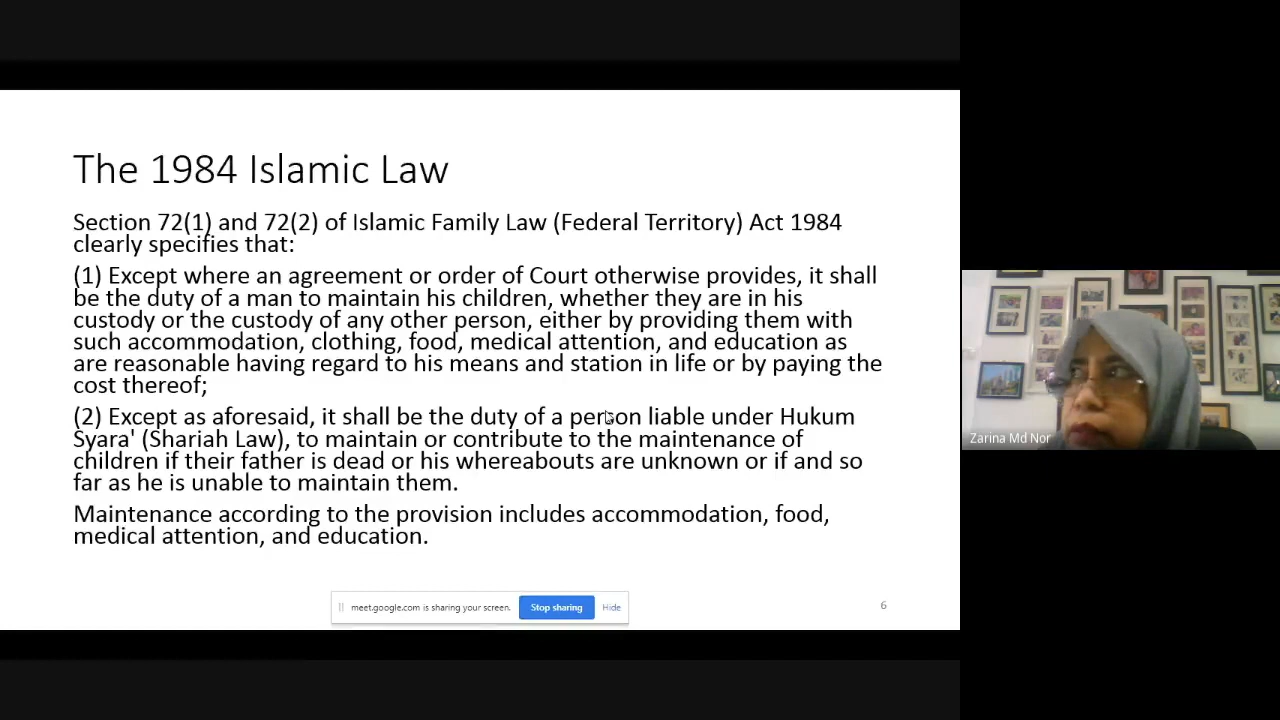 The 1984 Islamic Law
Section 72(1) and 72(2) of Islamic Family Law (Federal Territory) Act 1984
clearly specifies that:
(1) Except where an agreement or order of Court otherwise provides, it shall
be the duty of a man to maintain his children, whether they are in his
custody or the custody of any other person, either by providing them with
such accommodation, clothing, food, medical attention, and education as
are reasonable having regard to his means and station in life or by paying the
cost thereof;
(2) Except as aforesaid, it shall be the duty of a person liable under Hukum
Syara' (Shariah Law), to maintain or contribute to the maintenance of
children if their father is dead or his whereabouts are unknown or if and so
far as he is unable to maintain them.
Maintenance according to the provision includes accommodation, food,
medical attention, and education.
meet.google.com is sharing your screen.
Stop sharing
Hide
6
Zarina Md Nor